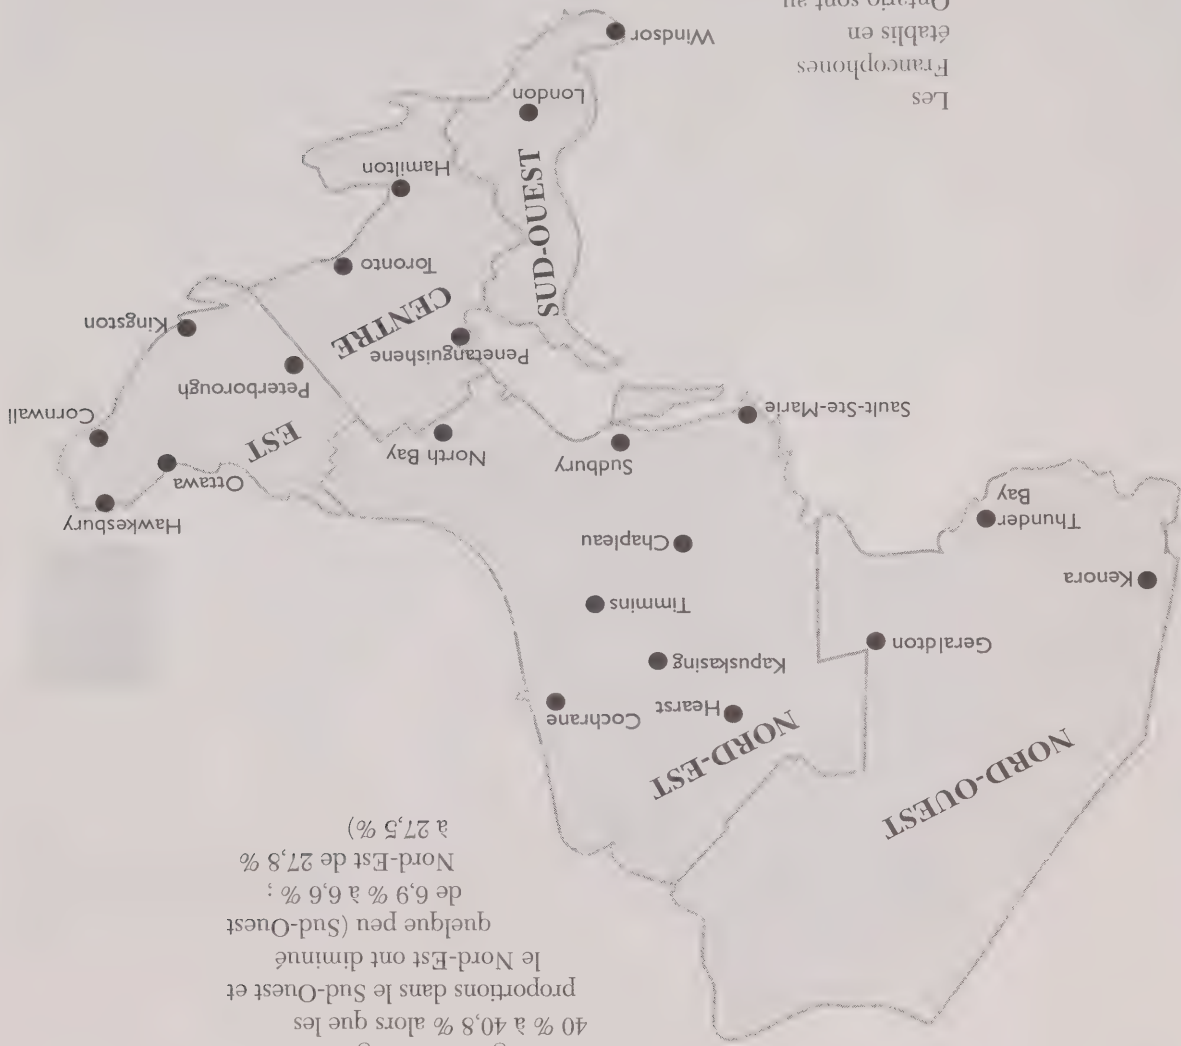 40 % à 40,8 % alors que les
proportions dans le Sud-Ouest et
le Nord-Est ont diminué
quelque peu (Sud-Ouest
de 6,9 % à 6,6 % ;
Nord-Est de 27,8 %
à 27,5 %)
NORD-OUEST
NORD-EST
Hearst
Cochrane
Kapuskasing
Geraldton
Timmins
Kenora
Chapleau
Thunder
Bay
Hawkesbury
Ottawa
Sudbury
North Bay
EST
Cornwall
Sault-Ste-Marie
Peterborough
Penetanguishene
Kingston
CENTRE
Toronto
SUD-OUEST
Hamilton
London
Windsor
Les
Francophones
établis en
Ontario sont au